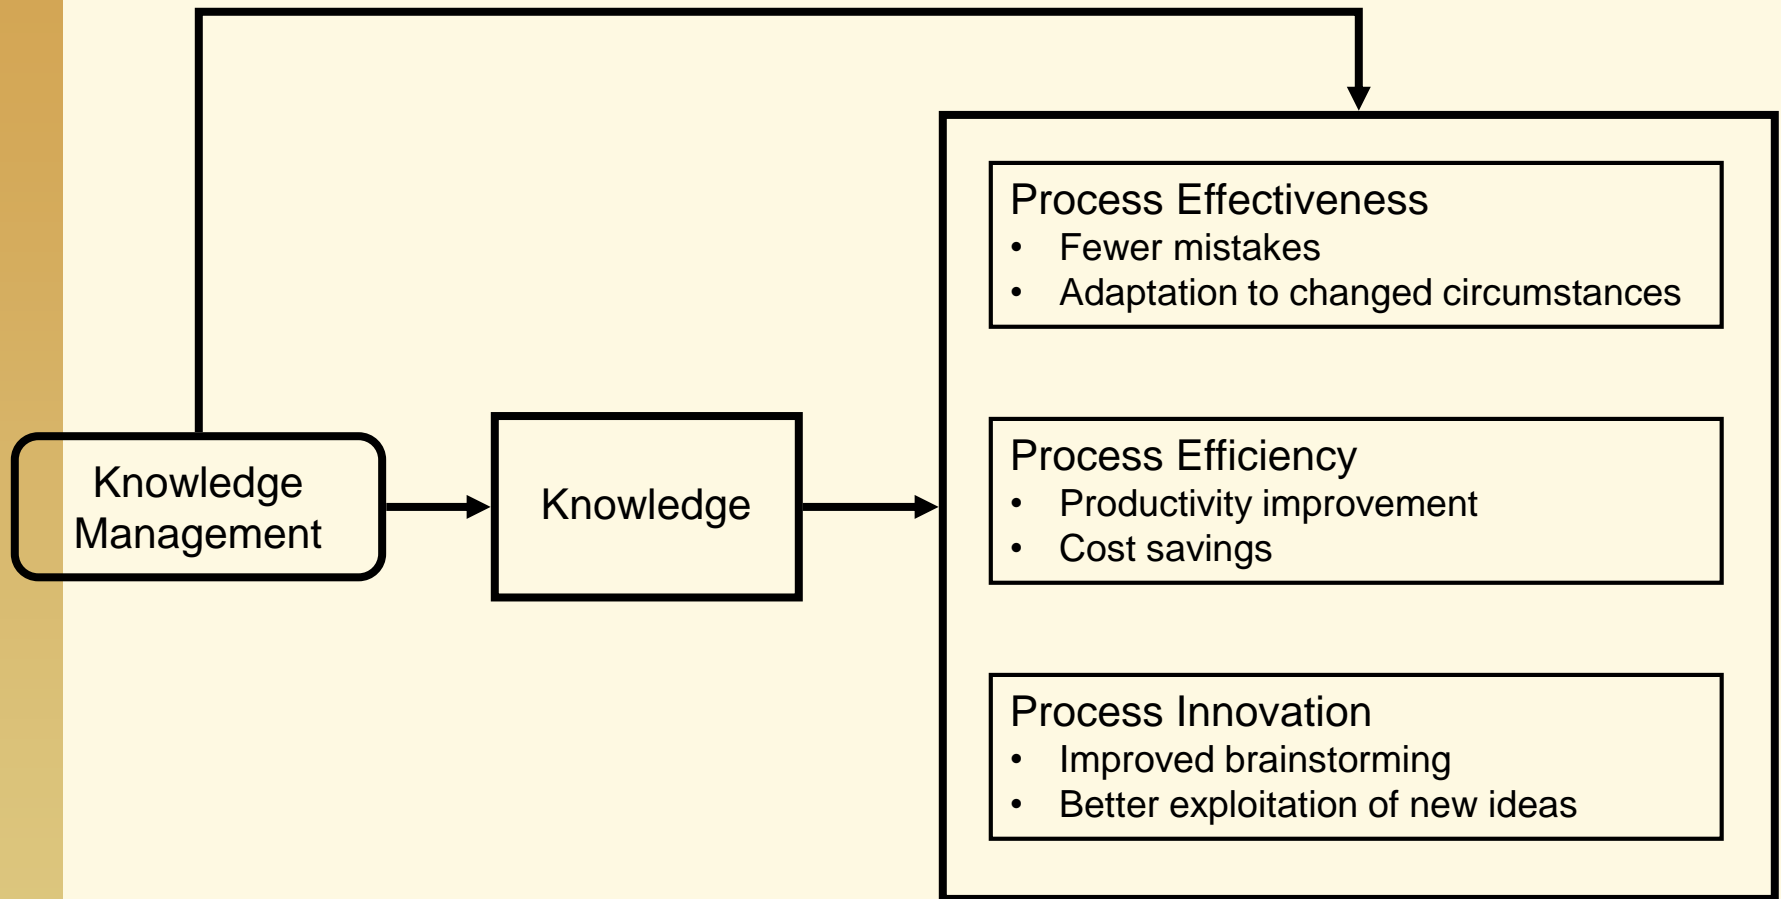 Knowledge
Management
Knowledge
Process Effectiveness
• Fewer mistakes
• Adaptation to changed circumstances
Process Efficiency
• Productivity improvement
• Cost savings
Process Innovation
• Improved brainstorming
• Better exploitation of new ideas